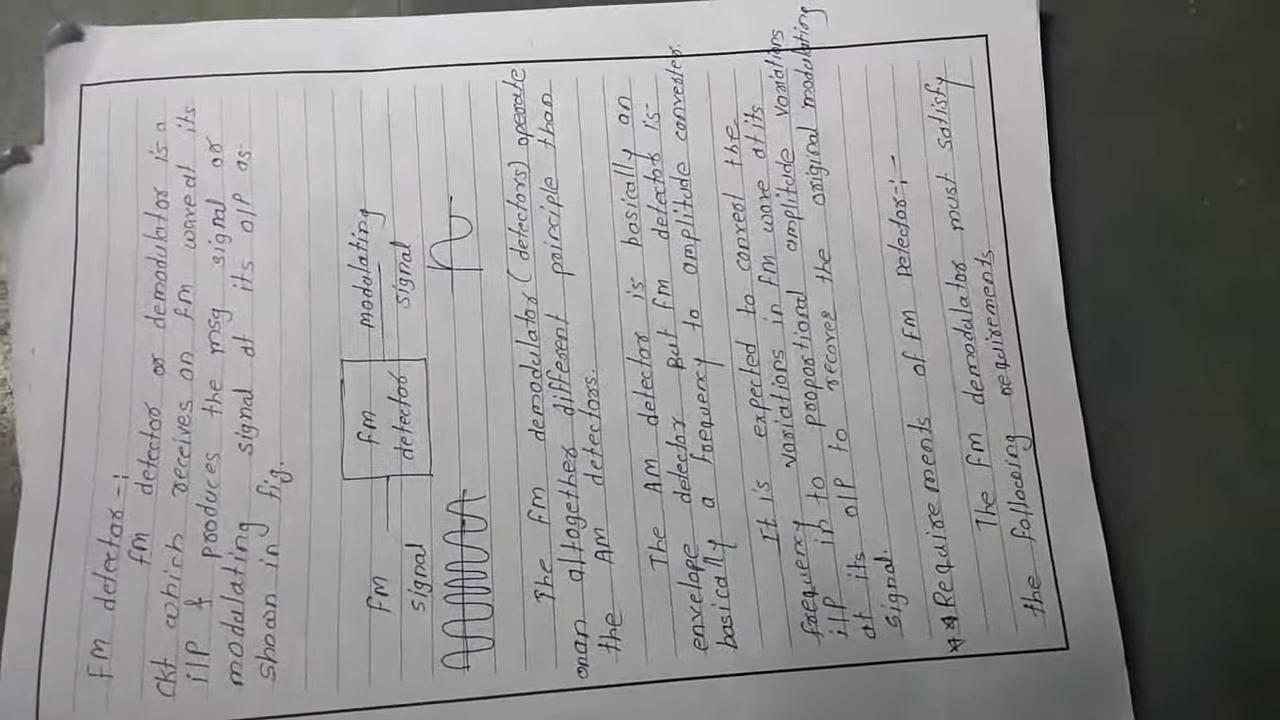 FM detector-:
FM detector or demodulator is a
ckt which receives an FM wave at its
i/p & produces the msg signal or
modulating signal at its o/p as
shown in fig.
FM signal
FM detector
modulating signal
The FM demodulator (detectors) operate
on an altogether different principle than
the AM detectors.
The AM detector is basically an
envelope detector But FM detector is
basically a frequency to amplitude converter.
It is expected to convert the
frequency variations in FM wave at its
i/p in to proportional amplitude variations
at its o/p to recover the original modulating
signal.
** Requirements of FM Detector-:-
The FM demodulator must satisfy
the following requirements